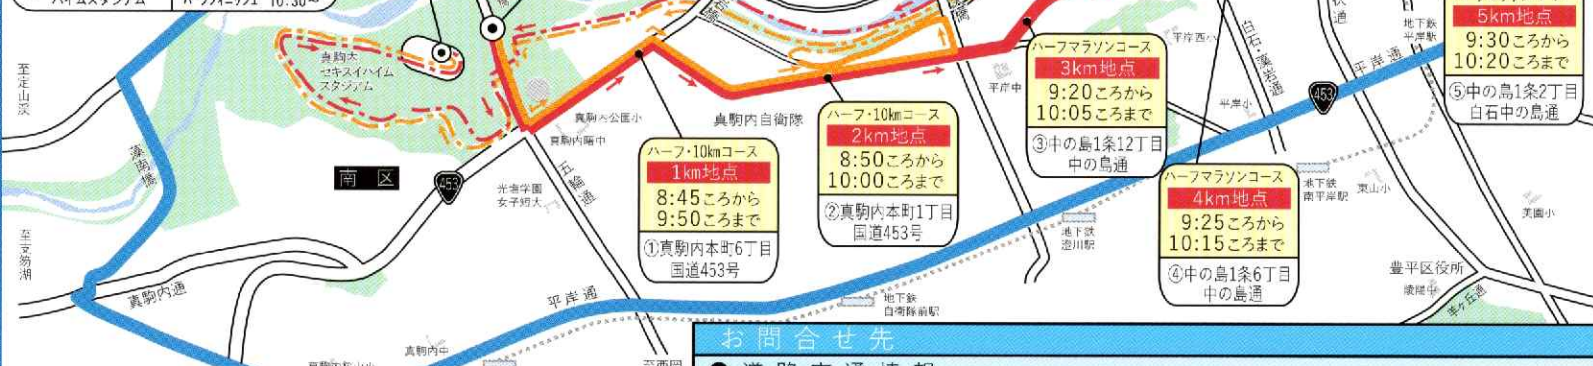 16:30～
5km地点
9:30ころから
10:20ころまで
⑤中の島1条2丁目
白石中の島通
ハーフマラソンコース
3km地点
9:20ころから
10:05ころまで
③中の島1条12丁目
中の島通
ハーフ・10kmコース
2km地点
8:50ころから
10:00ころまで
②真駒内本町1丁目
国道453号
ハーフ・10kmコース
1km地点
8:45ころから
9:50ころまで
①真駒内本町6丁目
国道453号
ハーフマラソンコース
4km地点
9:25ころから
10:15ころまで
④中の島1条6丁目
中の島通
至定山渓
真駒内
セキスイハイム
スタジアム
藻南橋
南区
453
光塩学園
女子短大
五輪通
真駒内公園小
真駒内曙中
真駒内自衛隊
平岸中
平岸西小
白石・藻岩通
平岸小
453
平岸通
地下鉄
平岸駅
地下鉄
南平岸駅
東山小
美園小
地下鉄
澄川駅
豊平区役所
至支笏湖
真駒内通
平岸通
地下鉄
自衛隊前駅
真駒内中
お問合せ先